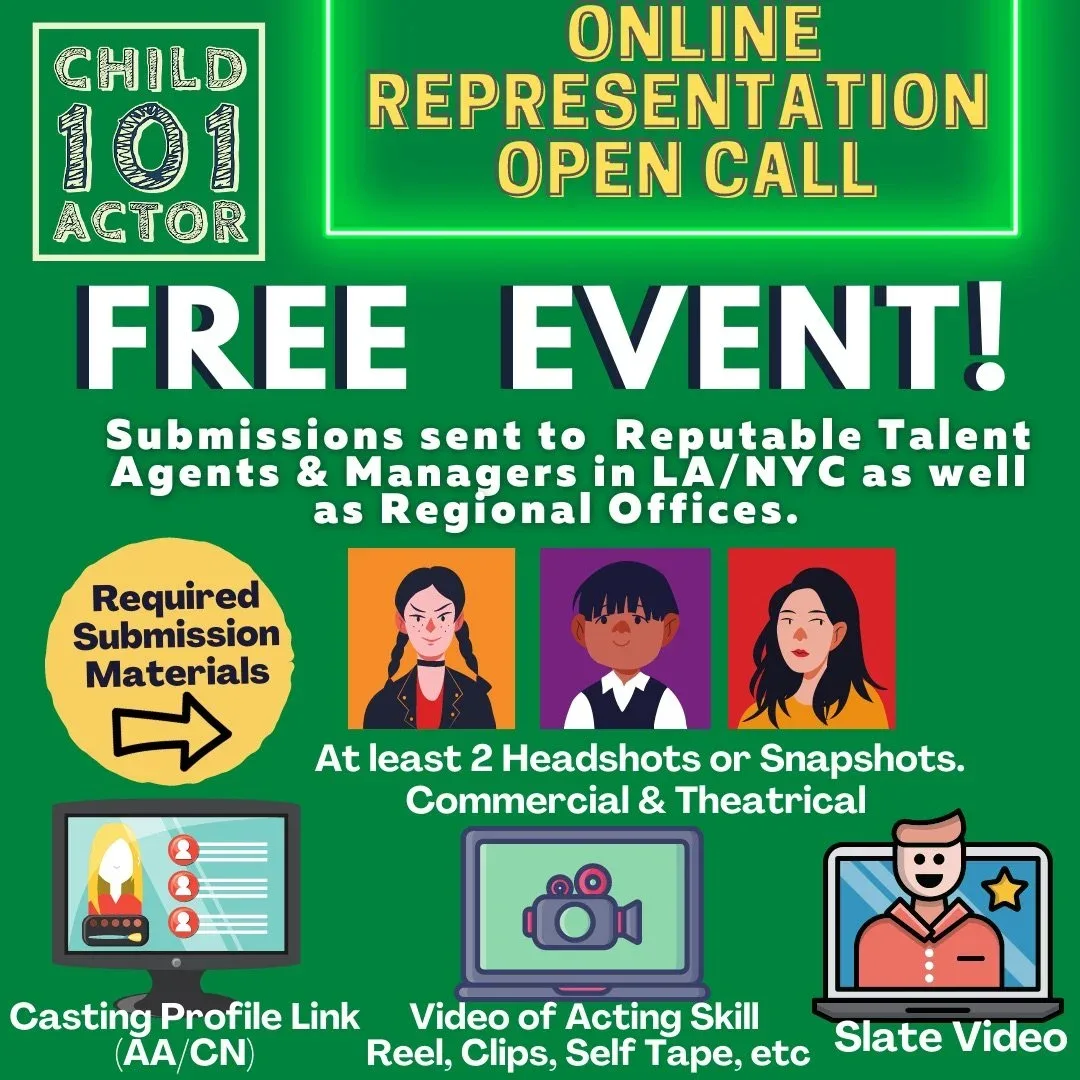 CHILD
101
ACTOR
ONLINE
REPRESENTATION
OPEN CALL
FREE EVENT!
Submissions sent to Reputable Talent
Agents & Managers in LA/NYC as well
as Regional Offices.
Required
Submission
Materials
At least 2 Headshots or Snapshots.
Commercial & Theatrical
Casting Profile Link
(AA/CN)
Video of Acting Skill
Reel, Clips, Self Tape, etc
Slate Video